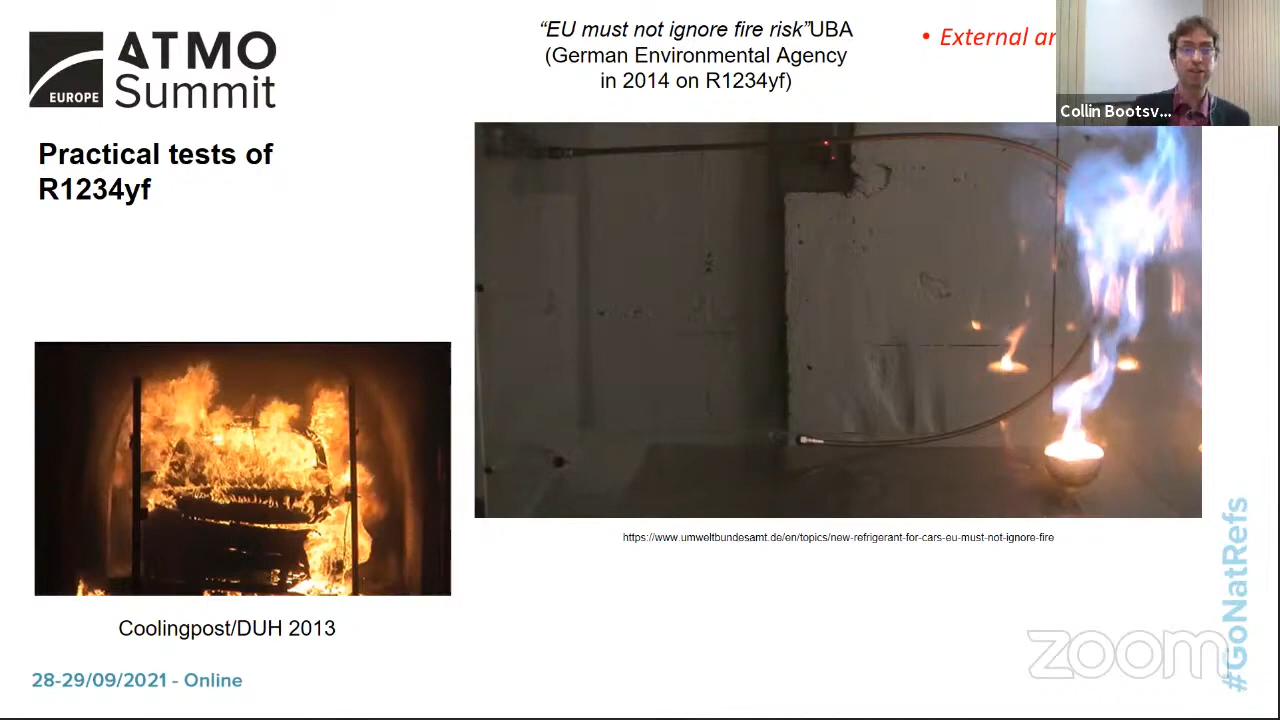 ATMO
Summit
EUROPE
“EU must not ignore fire risk”UBA
(German Environmental Agency
in 2014 on R1234yf)
• External ar
Collin Bootsv...
Practical tests of
R1234yf
https://www.umweltbundesamt.de/en/topics/new-refrigerant-for-cars-eu-must-not-ignore-fire
Coolingpost/DUH 2013
28-29/09/2021 - Online
zoom
#GoNatRefs